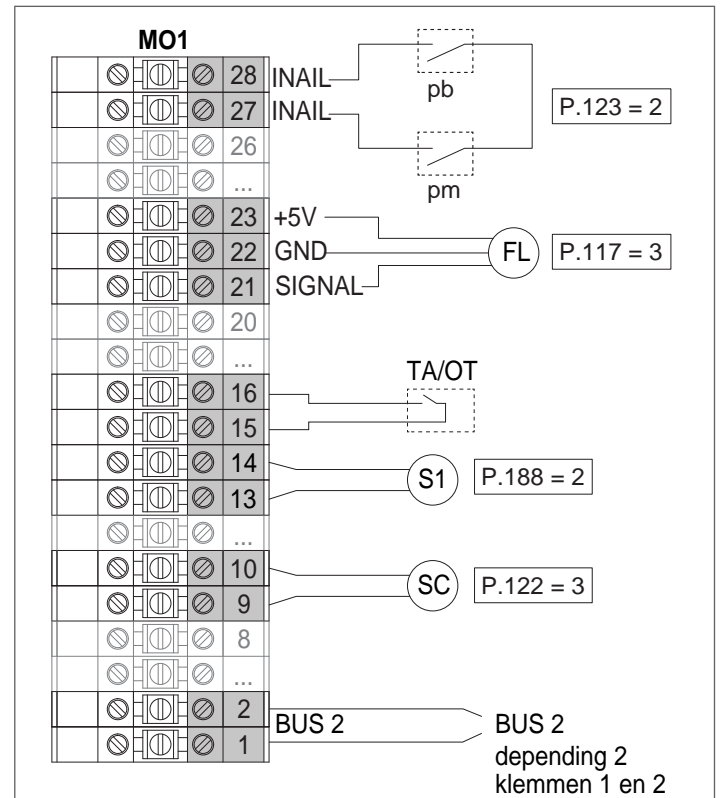 MO1
28 INAIL
pb
27 INAIL
P.123 = 2
26
...
pm
23 +5V
22 GND
FL
P.117 = 3
21 SIGNAL
20
...
TA/OT
16
15
14
S1
P.188 = 2
13
...
10
SC
P.122 = 3
9
8
...
2
BUS 2
BUS 2
1
depending 2
klemmen 1 en 2